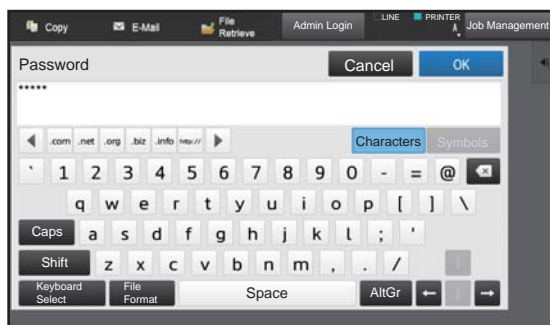 Copy E-Mail File Retrieve Admin Login LINE PRINTER Job Management
Password Cancel OK
*****
.com .net .org .biz .info http:// Characters Symbols
` 1 2 3 4 5 6 7 8 9 0 - = @
q w e r t y u i o p [ ] \
Caps a s d f g h j k l ; '
Shift z x c v b n m , . /
Keyboard Select File Format Space AltGr